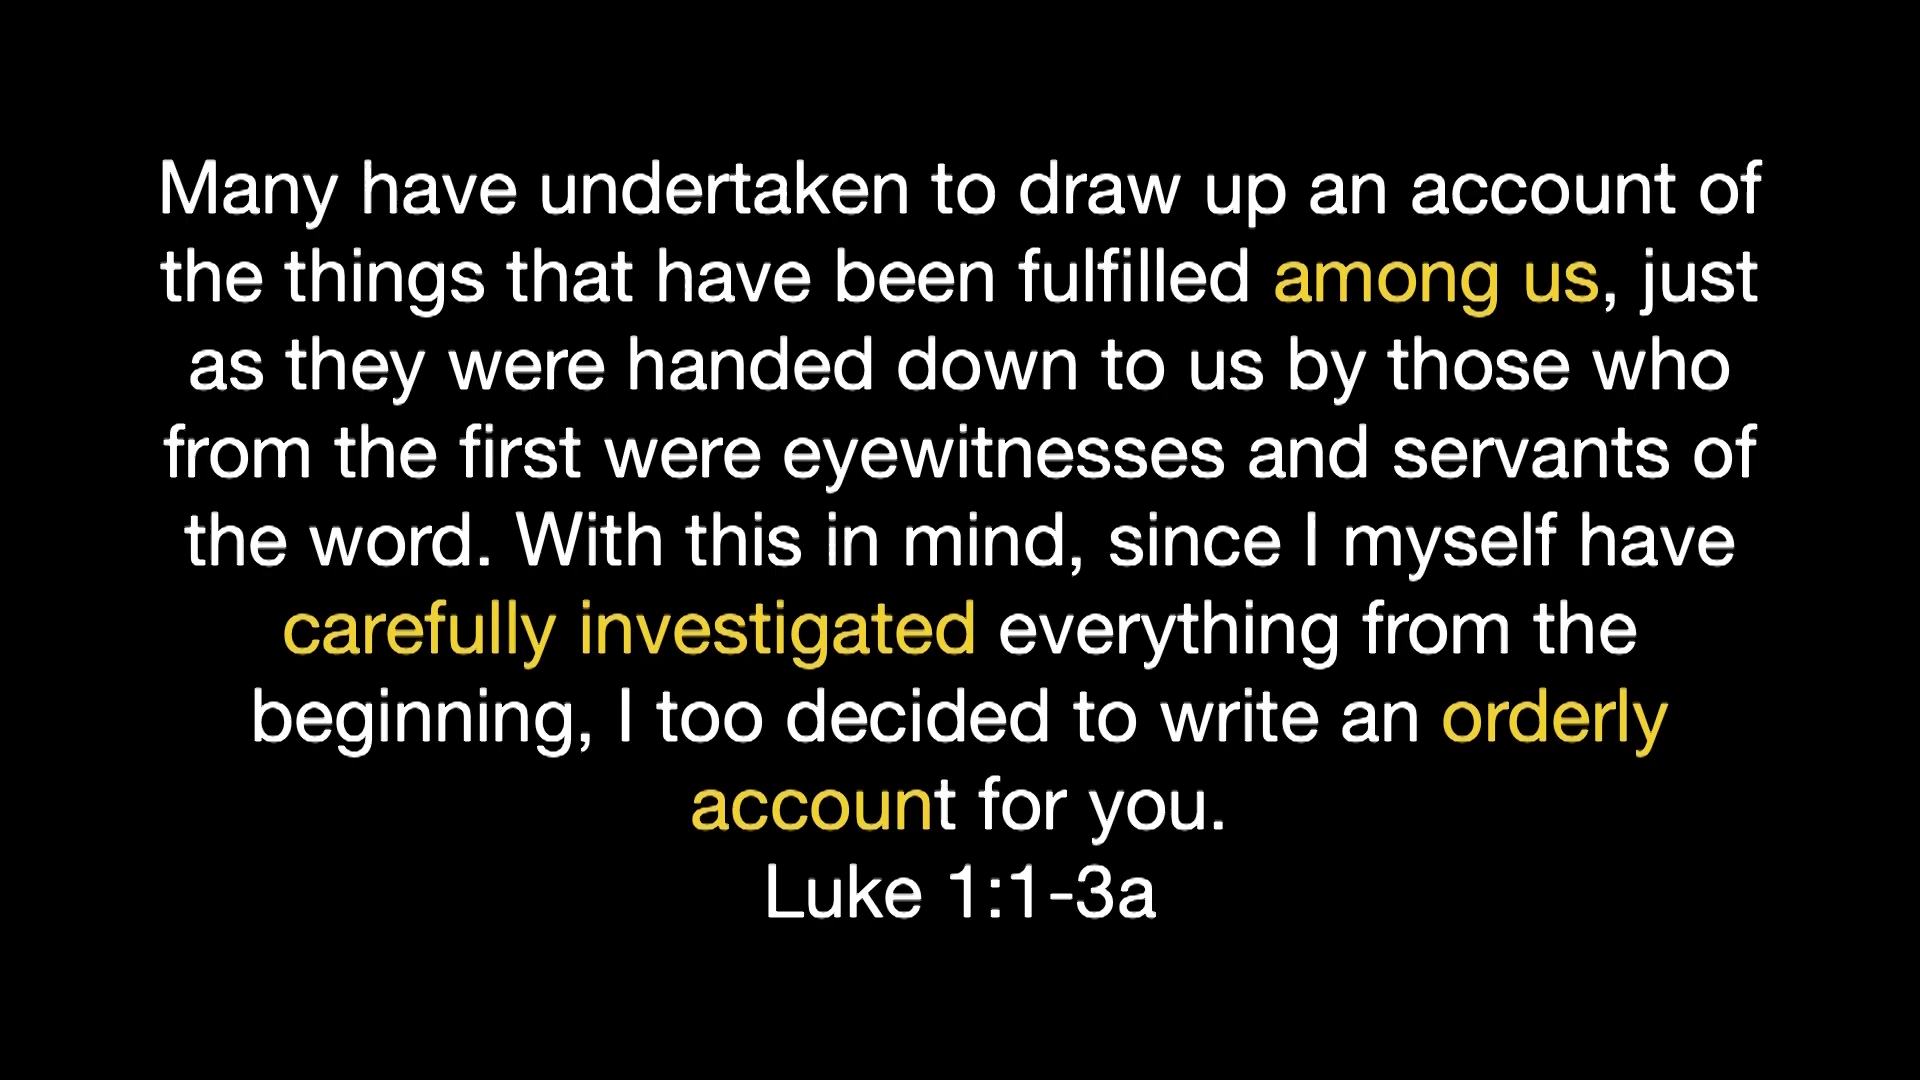 Many have undertaken to draw up an account of
the things that have been fulfilled among us, just
as they were handed down to us by those who
from the first were eyewitnesses and servants of
the word. With this in mind, since I myself have
carefully investigated everything from the
beginning, I too decided to write an orderly
account for you.
Luke 1:1-3a